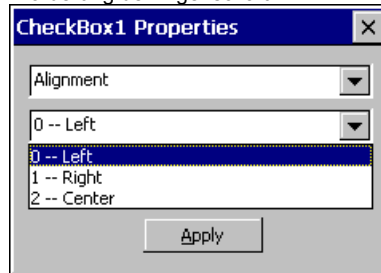 CheckBox1 Properties
Alignment
0 -- Left
0 -- Left
1 -- Right
2 -- Center
Apply